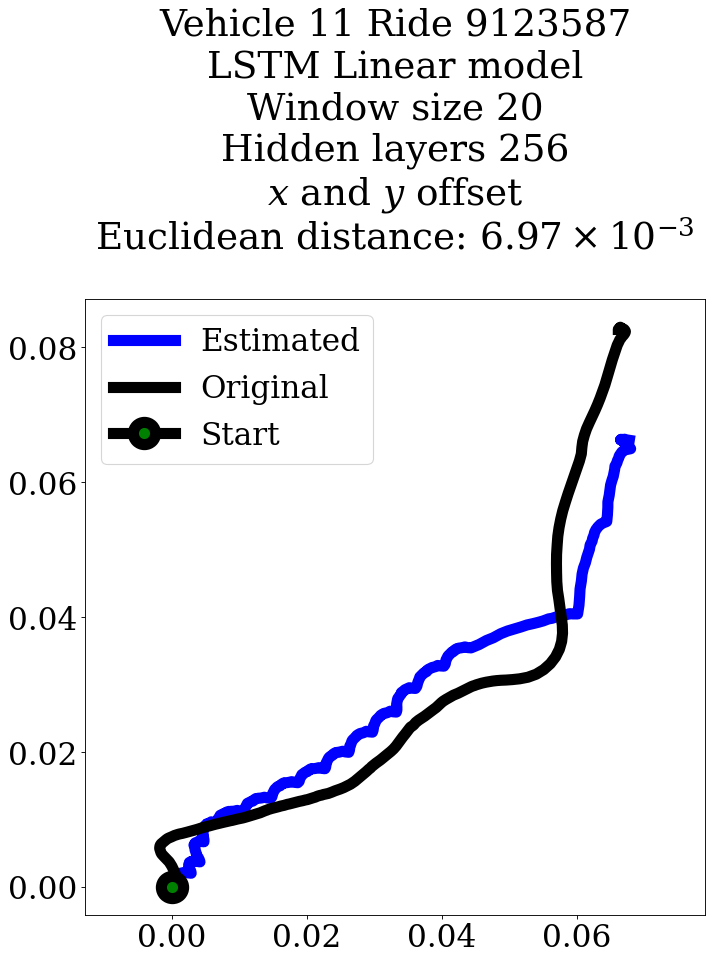 Vehicle 11 Ride 9123587
LSTM Linear model
Window size 20
Hidden layers 256
x and y offset
Euclidean distance: 6.97 × 10⁻³
Estimated
Original
Start
0.08
0.06
0.04
0.02
0.00
0.00 0.02 0.04 0.06